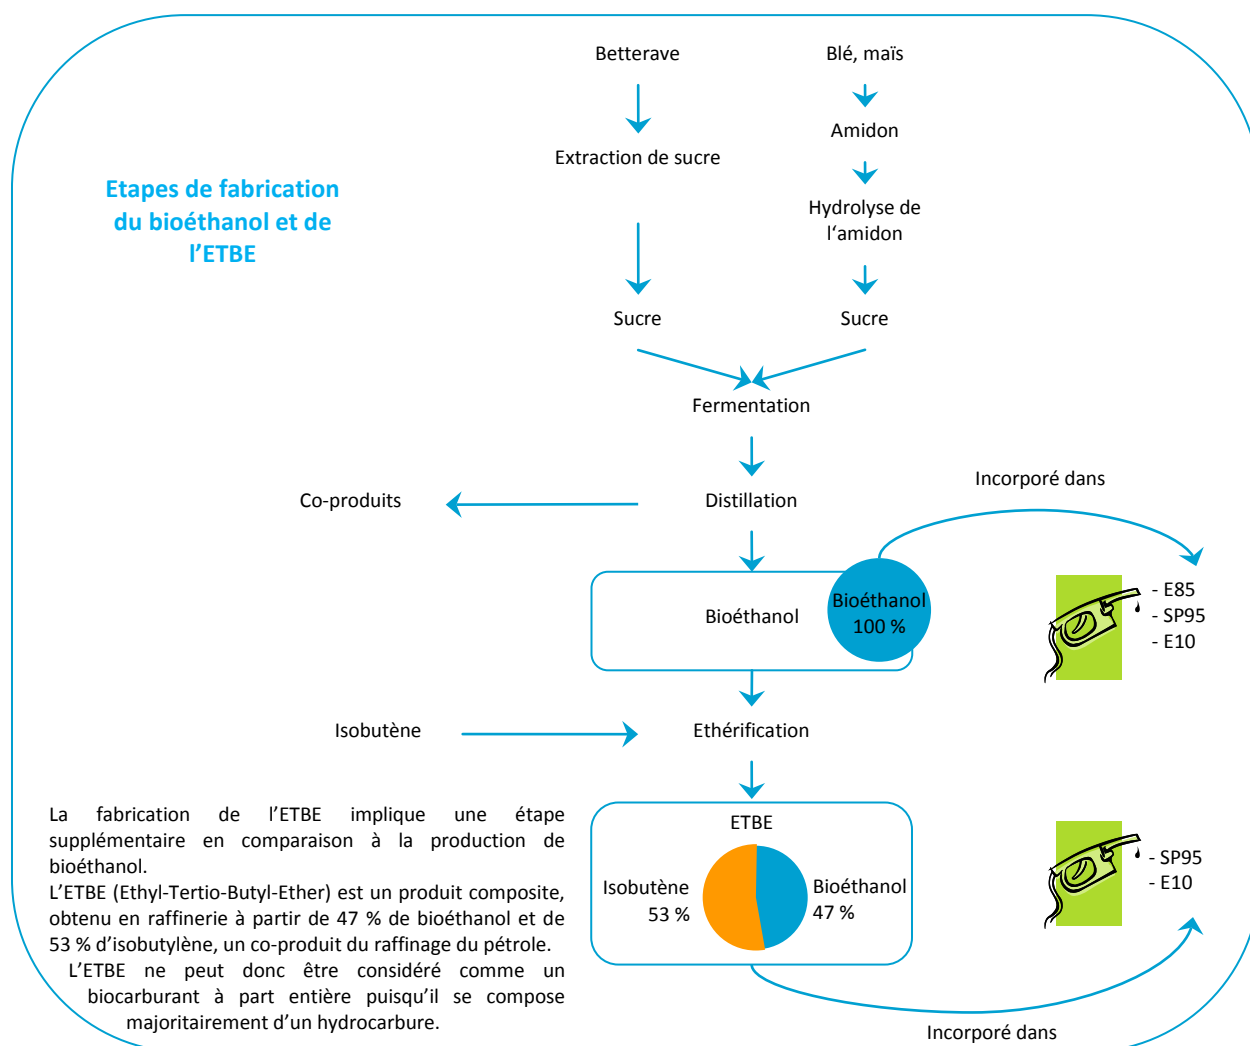 Betterave
Blé, maïs
Amidon
Extraction de sucre
Etapes de fabrication
du bioéthanol et de
l’ETBE
Hydrolyse de
l‘amidon
Sucre
Sucre
Fermentation
Incorporé dans
Co-produits
Distillation
Bioéthanol
Bioéthanol
100 %
- E85
- SP95
- E10
Isobutène
Ethérification
La fabrication de l’ETBE implique une étape
supplémentaire en comparaison à la production de
bioéthanol.
L’ETBE (Ethyl-Tertio-Butyl-Ether) est un produit composite,
obtenu en raffinerie à partir de 47 % de bioéthanol et de
53 % d’isobutylène, un co-produit du raffinage du pétrole.
L’ETBE ne peut donc être considéré comme un
biocarburant à part entière puisqu’il se compose
majoritairement d’un hydrocarbure.
ETBE
Isobutène
53 %
Bioéthanol
47 %
- SP95
- E10
Incorporé dans